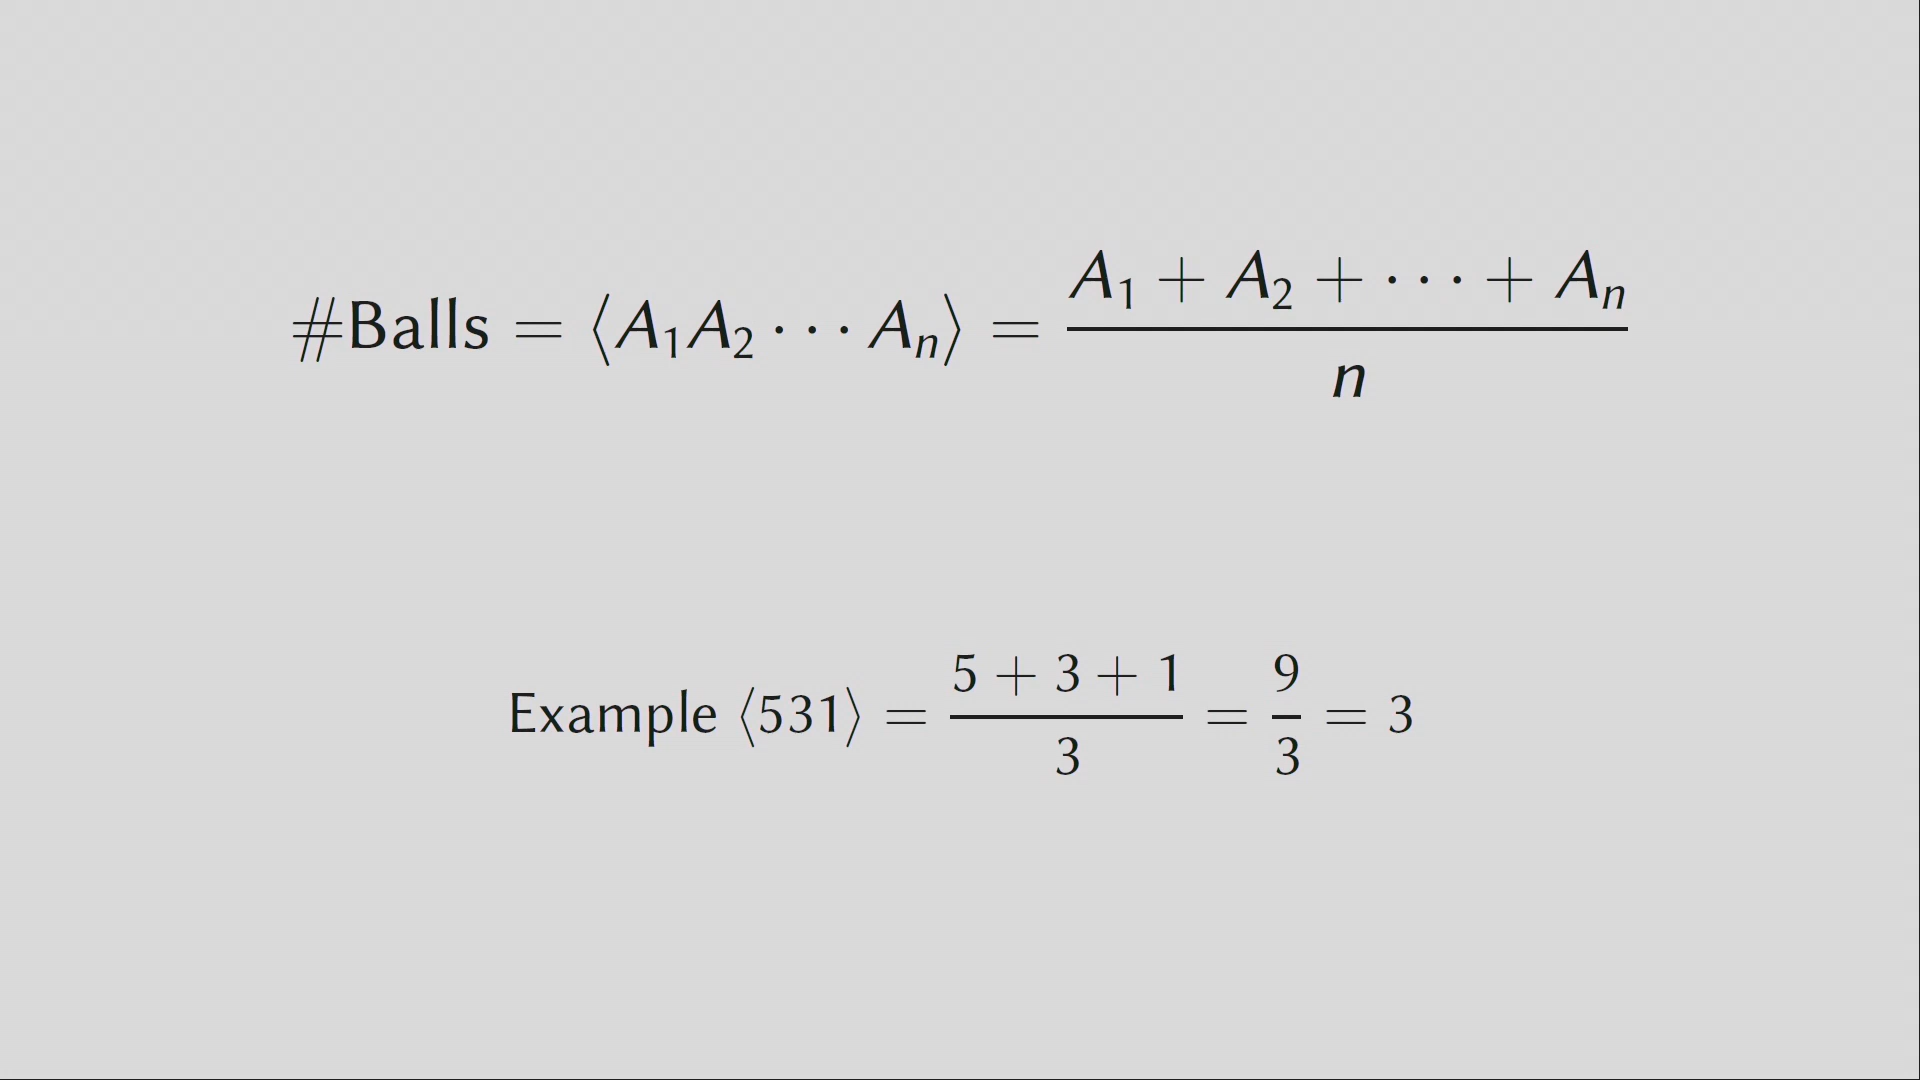 #Balls = ⟨A₁A₂ ⋯ Aₙ⟩ = (A₁ + A₂ + ⋯ + Aₙ) / n
Example ⟨531⟩ = (5 + 3 + 1) / 3 = 9 / 3 = 3